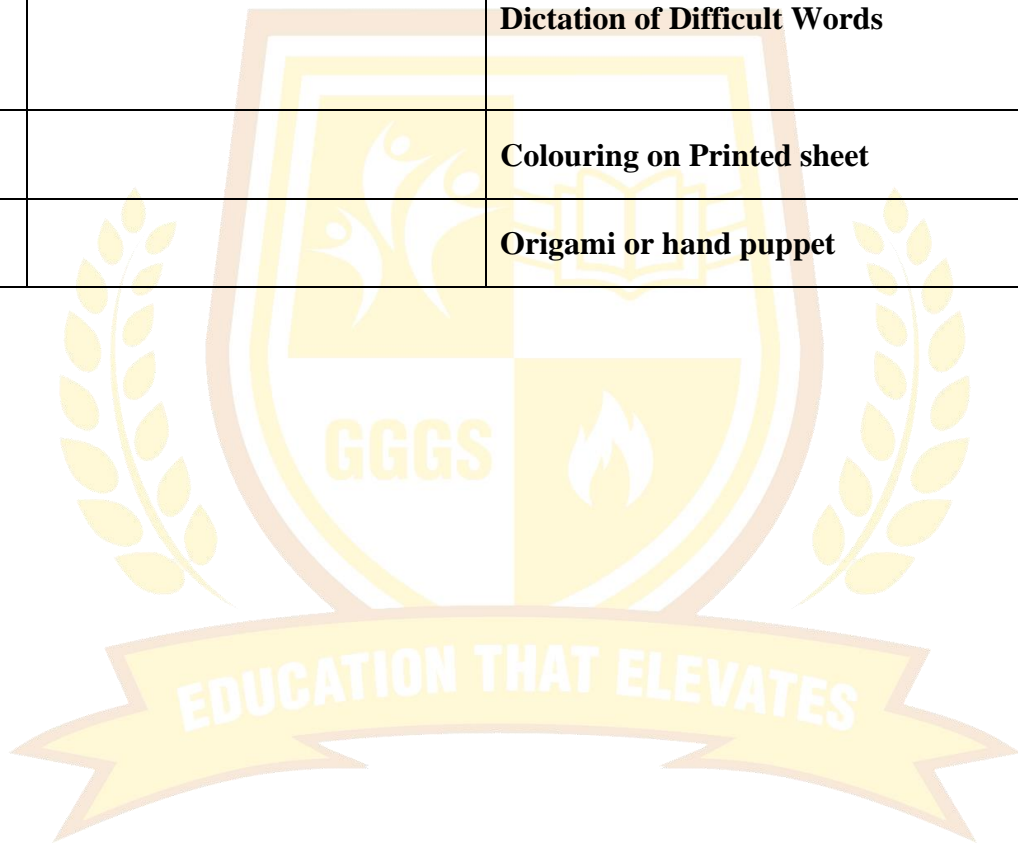 Dictation of Difficult Words
Colouring on Printed sheet
Origami or hand puppet
GGGS
EDUCATION THAT ELEVATES